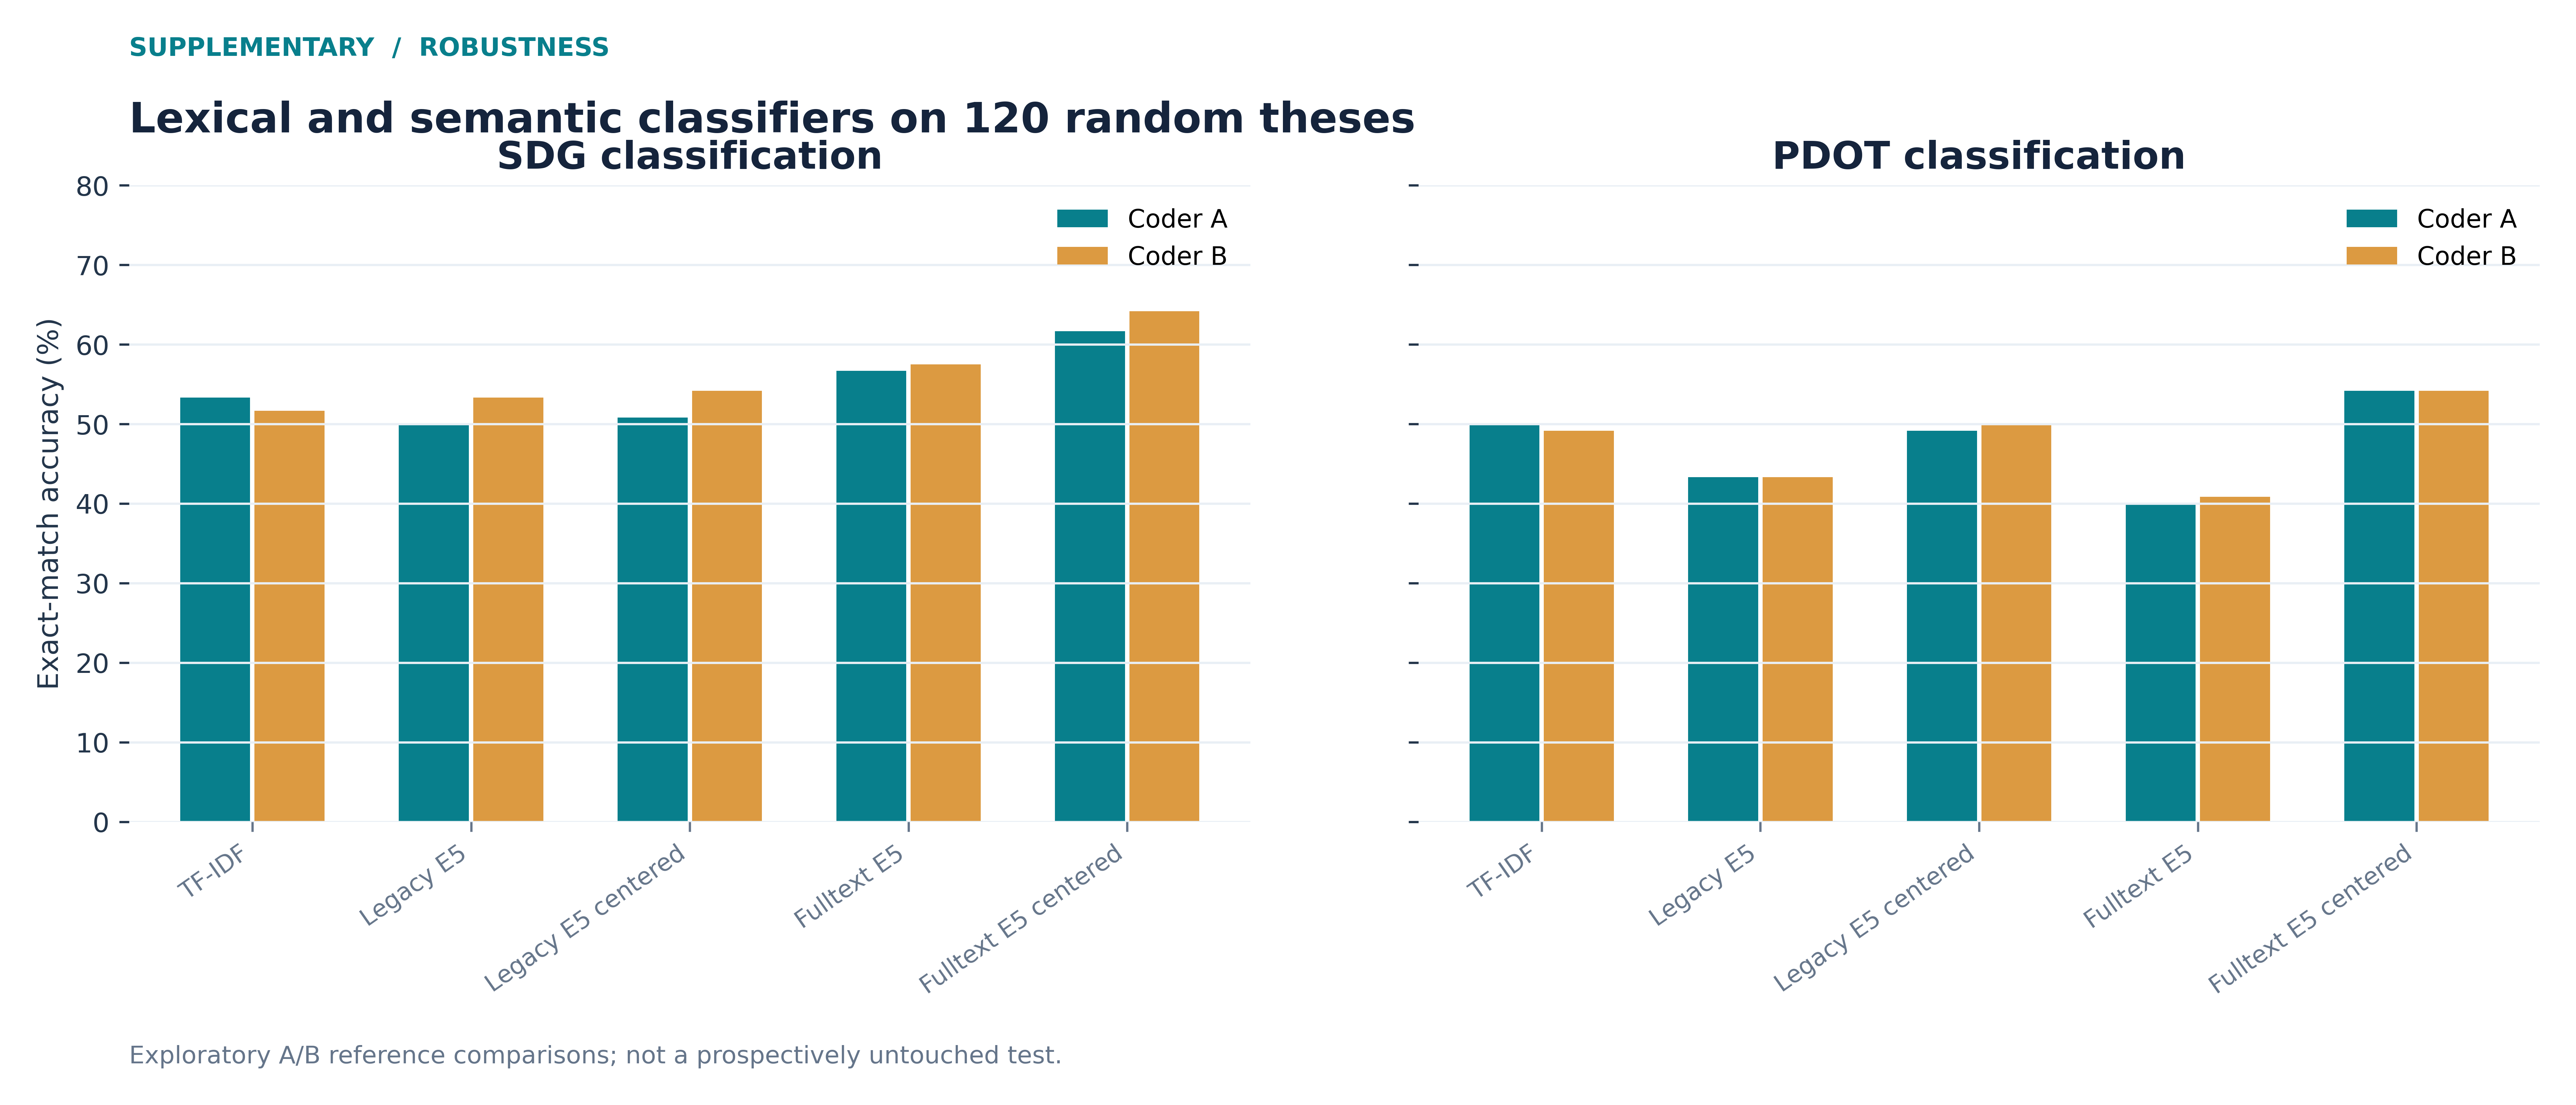 SUPPLEMENTARY / ROBUSTNESS
Lexical and semantic classifiers on 120 random theses
SDG classification
Coder A
Coder B
Exact-match accuracy (%)
80
70
60
50
40
30
20
10
0
TF-IDF
Legacy E5
Legacy E5 centered
Fulltext E5
Fulltext E5 centered
PDOT classification
Coder A
Coder B
TF-IDF
Legacy E5
Legacy E5 centered
Fulltext E5
Fulltext E5 centered
Exploratory A/B reference comparisons; not a prospectively untouched test.